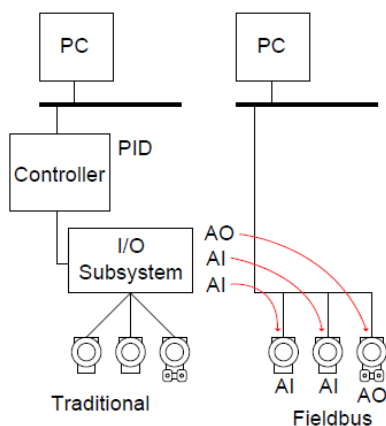 PC
PC
PID
Controller
I/O
Subsystem
AO
AI
AI
AI
AI
AO
Traditional
Fieldbus